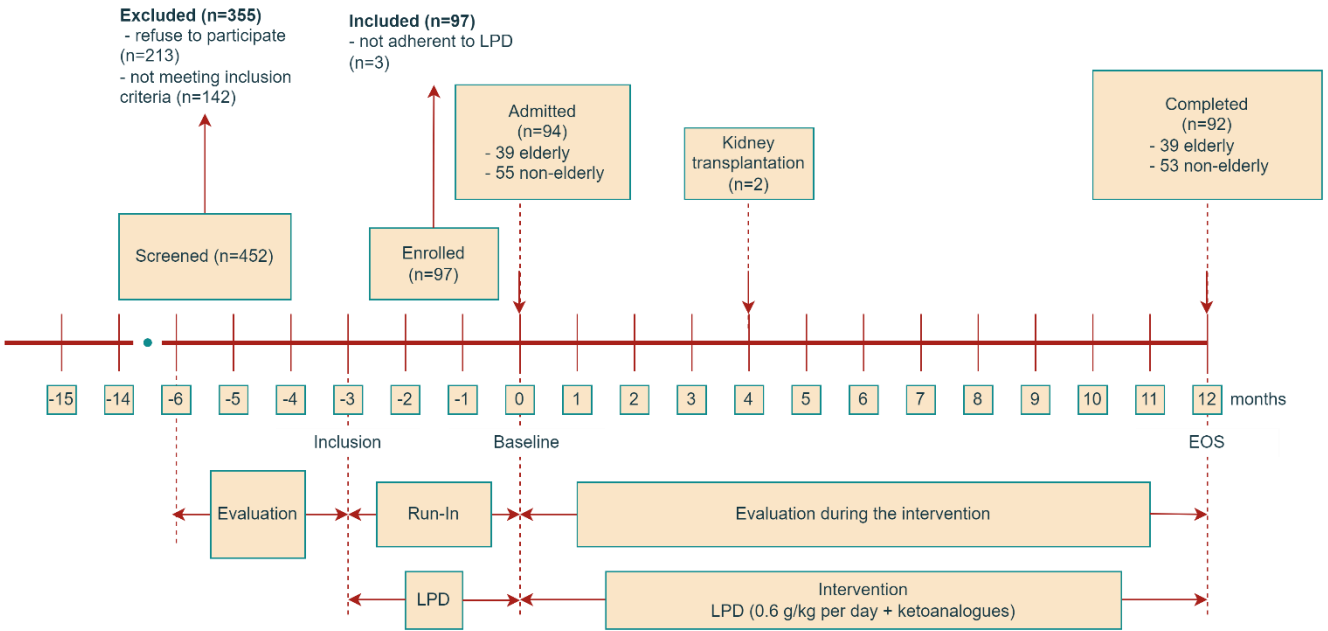 Excluded (n=355)
- refuse to participate
(n=213)
- not meeting inclusion
criteria (n=142)
Included (n=97)
- not adherent to LPD
(n=3)
Screened (n=452)
Enrolled
(n=97)
Admitted
(n=94)
- 39 elderly
- 55 non-elderly
Kidney
transplantation
(n=2)
Completed
(n=92)
- 39 elderly
- 53 non-elderly
-15 -14 -6 -5 -4 -3 -2 -1 0 1 2 3 4 5 6 7 8 9 10 11 12 months
Inclusion Baseline EOS
Evaluation
Run-In
Evaluation during the intervention
LPD
Intervention
LPD (0.6 g/kg per day + ketoanalogues)